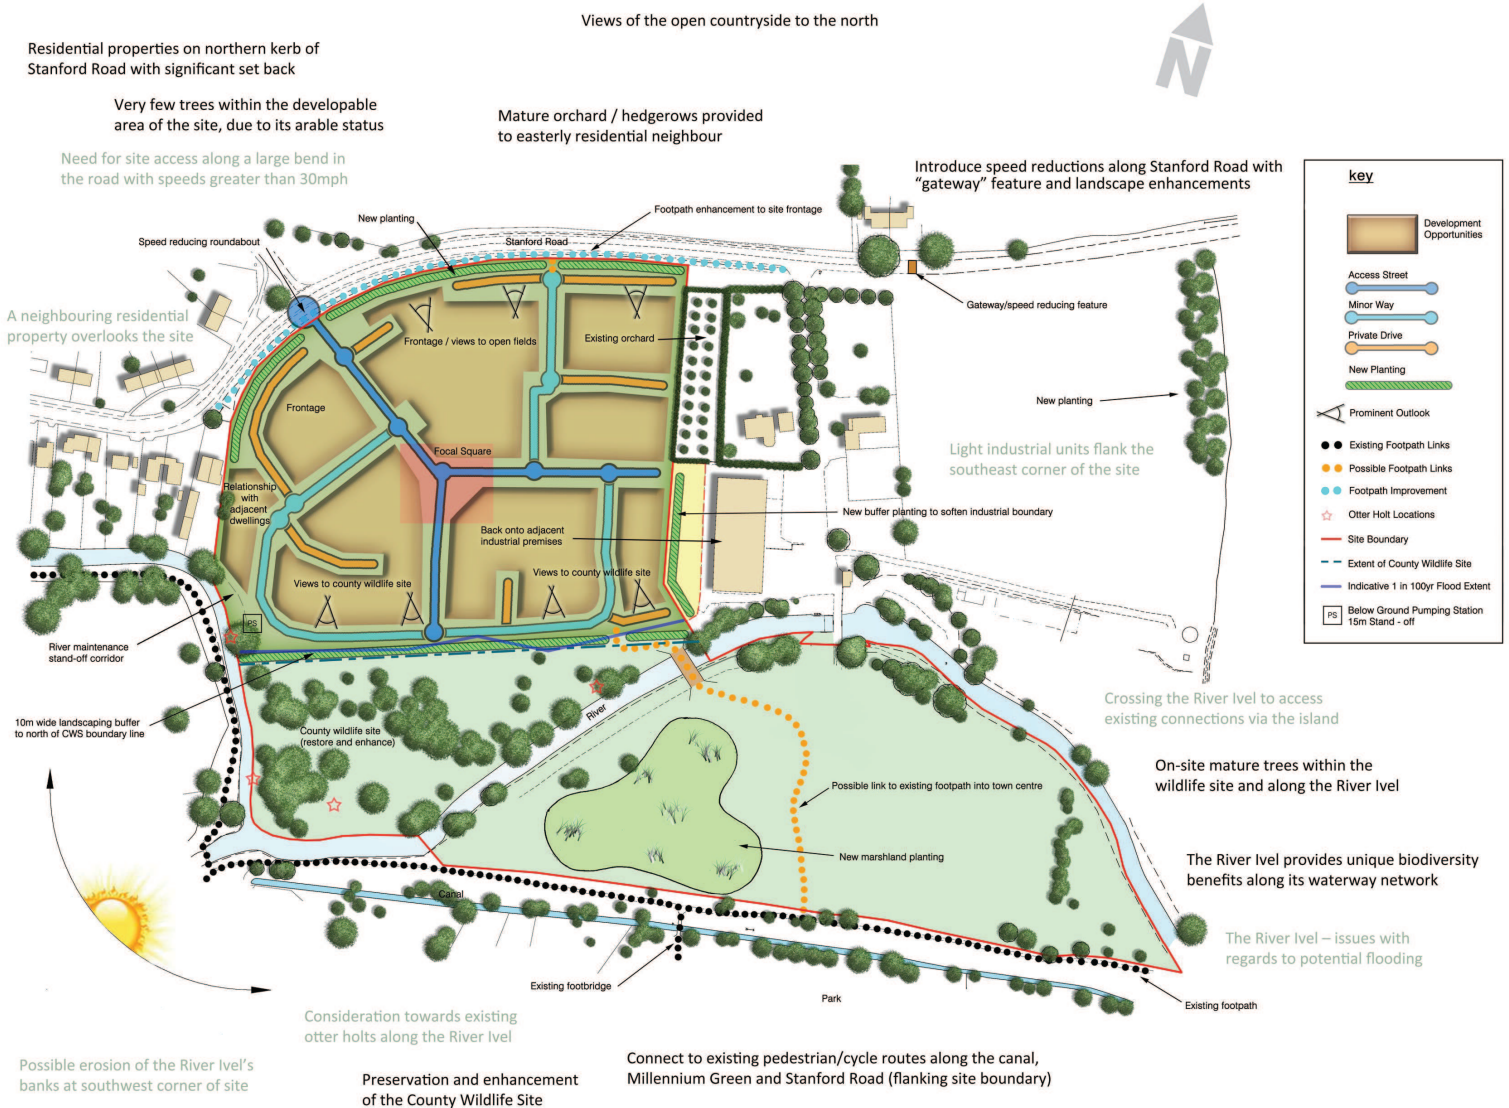 Views of the open countryside to the north
N
Residential properties on northern kerb of
Stanford Road with significant set back
Very few trees within the developable
area of the site, due to its arable status
Mature orchard / hedgerows provided
to easterly residential neighbour
Need for site access along a large bend in
the road with speeds greater than 30mph
Introduce speed reductions along Stanford Road with
“gateway” feature and landscape enhancements
key
Development
Opportunities
Access Street
Minor Way
Private Drive
New Planting
Prominent Outlook
Existing Footpath Links
Possible Footpath Links
Footpath Improvement
Otter Holt Locations
Site Boundary
Extent of County Wildlife Site
Indicative 1 in 100yr Flood Extent
PS
Below Ground Pumping Station
15m Stand - off
New planting
Footpath enhancement to site frontage
Speed reducing roundabout
Stanford Road
Gateway/speed reducing feature
A neighbouring residential
property overlooks the site
Frontage / views to open fields
Existing orchard
New planting
Frontage
Light industrial units flank the
southeast corner of the site
Focal Square
Relationship
with
adjacent
dwellings
New buffer planting to soften industrial boundary
Back onto adjacent
industrial premises
Views to county wildlife site
Views to county wildlife site
PS
River maintenance
stand-off corridor
10m wide landscaping buffer
to north of CWS boundary line
County wildlife site
(restore and enhance)
River
Crossing the River Ivel to access
existing connections via the island
On-site mature trees within the
wildlife site and along the River Ivel
Possible link to existing footpath into town centre
New marshland planting
The River Ivel provides unique biodiversity
benefits along its waterway network
Canal
The River Ivel – issues with
regards to potential flooding
Existing footbridge
Park
Existing footpath
Consideration towards existing
otter holts along the River Ivel
Possible erosion of the River Ivel’s
banks at southwest corner of site
Preservation and enhancement
of the County Wildlife Site
Connect to existing pedestrian/cycle routes along the canal,
Millennium Green and Stanford Road (flanking site boundary)